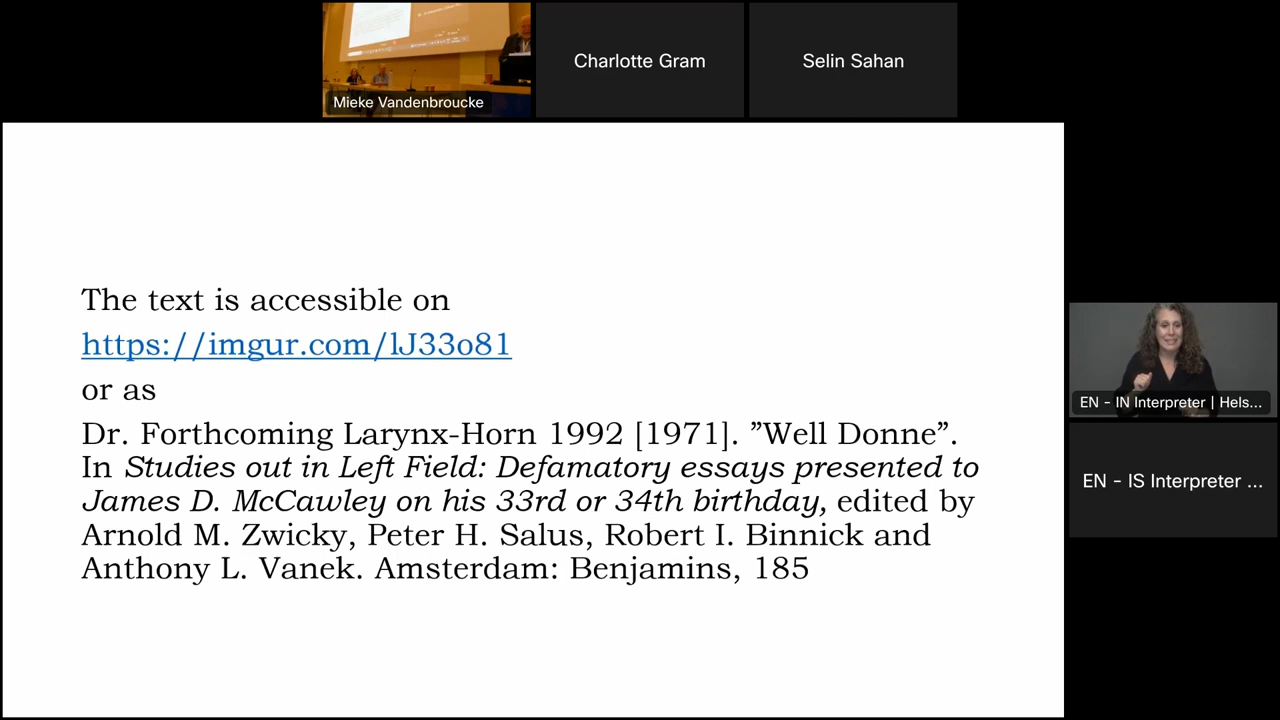 Mieke Vandenbroucke
Charlotte Gram
Selin Sahan
The text is accessible on
https://imgur.com/lJ33o81
or as
Dr. Forthcoming Larynx-Horn 1992 [1971]. ”Well Donne”.
In Studies out in Left Field: Defamatory essays presented to
James D. McCawley on his 33rd or 34th birthday, edited by
Arnold M. Zwicky, Peter H. Salus, Robert I. Binnick and
Anthony L. Vanek. Amsterdam: Benjamins, 185
EN - IN Interpreter | Hels...
EN - IS Interpreter ...